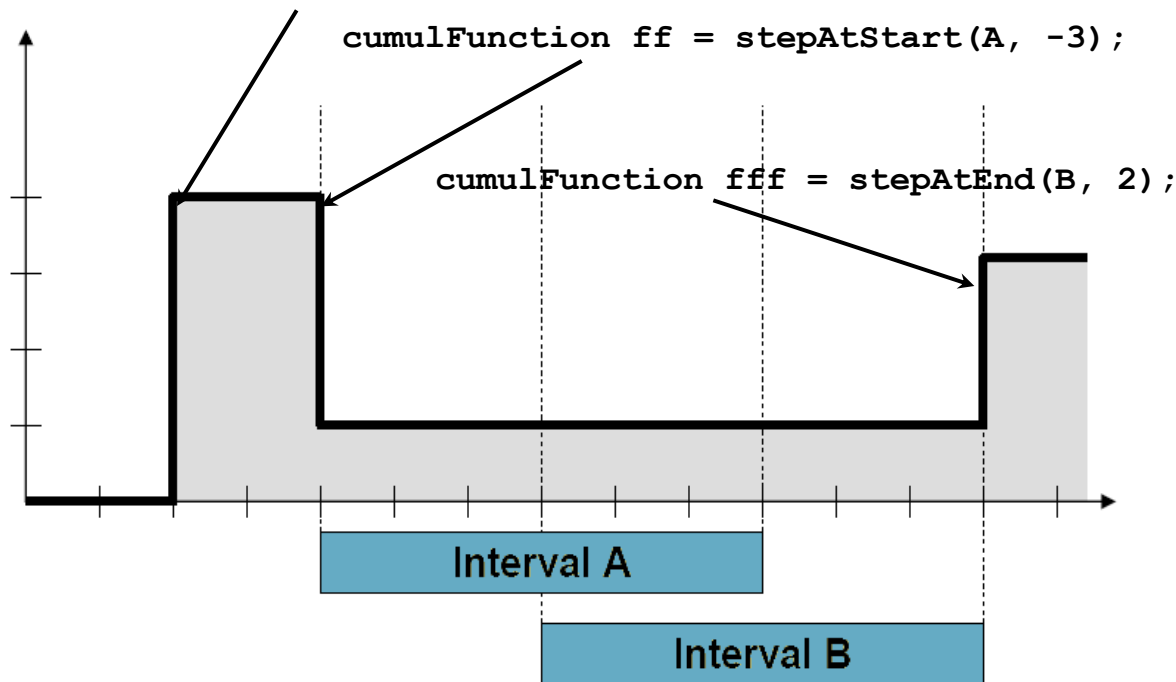 cumulFunction ff = stepAtStart(A, -3);
cumulFunction fff = stepAtEnd(B, 2);
Interval A
Interval B